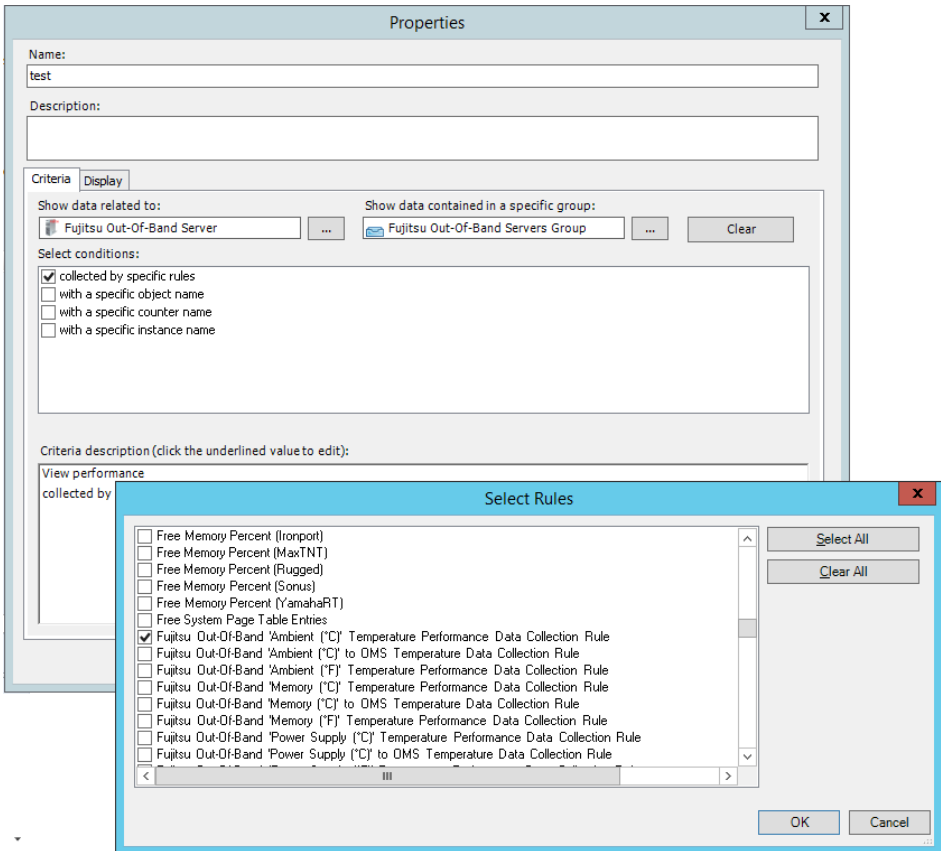 Properties
x
Name:
test
Description:
Criteria
Display
Show data related to:
Show data contained in a specific group:
Fujitsu Out-Of-Band Server
...
Fujitsu Out-Of-Band Servers Group
...
Clear
Select conditions:
collected by specific rules
with a specific object name
with a specific counter name
with a specific instance name
Criteria description (click the underlined value to edit):
View performance
collected by
Select Rules
x
Free Memory Percent (Ironport)
Free Memory Percent (MaxTNT)
Free Memory Percent (Rugged)
Free Memory Percent (Sonus)
Free Memory Percent (YamahaRT)
Free System Page Table Entries
Fujitsu Out-Of-Band 'Ambient (°C)' Temperature Performance Data Collection Rule
Fujitsu Out-Of-Band 'Ambient (°C)' to OMS Temperature Data Collection Rule
Fujitsu Out-Of-Band 'Ambient (°F)' Temperature Performance Data Collection Rule
Fujitsu Out-Of-Band 'Memory (°C)' Temperature Performance Data Collection Rule
Fujitsu Out-Of-Band 'Memory (°C)' to OMS Temperature Data Collection Rule
Fujitsu Out-Of-Band 'Memory (°F)' Temperature Performance Data Collection Rule
Fujitsu Out-Of-Band 'Power Supply (°C)' Temperature Performance Data Collection Rule
Fujitsu Out-Of-Band 'Power Supply (°C)' to OMS Temperature Data Collection Rule
Select All
Clear All
OK
Cancel